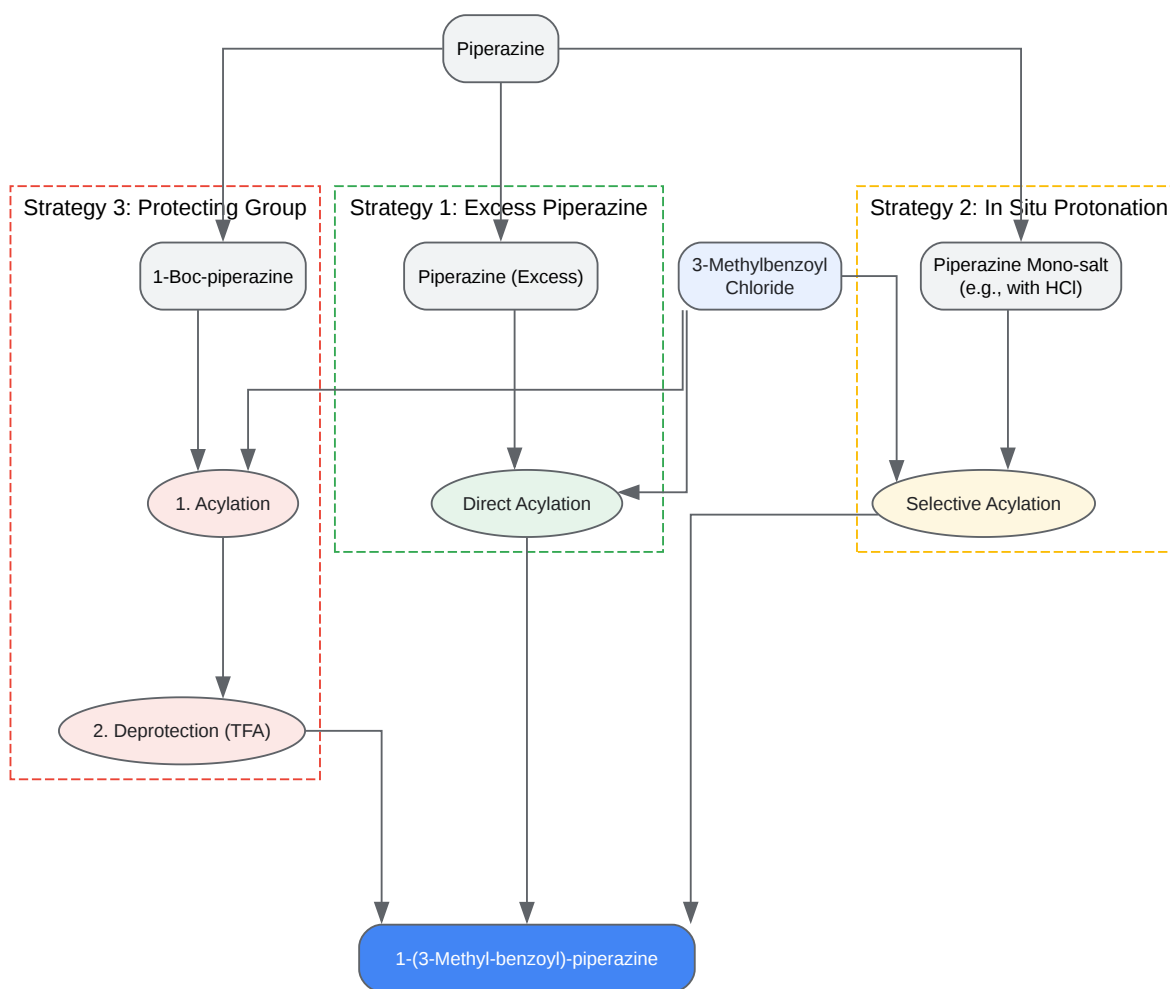 Piperazine
Strategy 3: Protecting Group
Strategy 1: Excess Piperazine
Strategy 2: In Situ Protonation
1-Boc-piperazine
Piperazine (Excess)
3-Methylbenzoyl
Chloride
Piperazine Mono-salt
(e.g., with HCl)
1. Acylation
Direct Acylation
Selective Acylation
2. Deprotection (TFA)
1-(3-Methyl-benzoyl)-piperazine